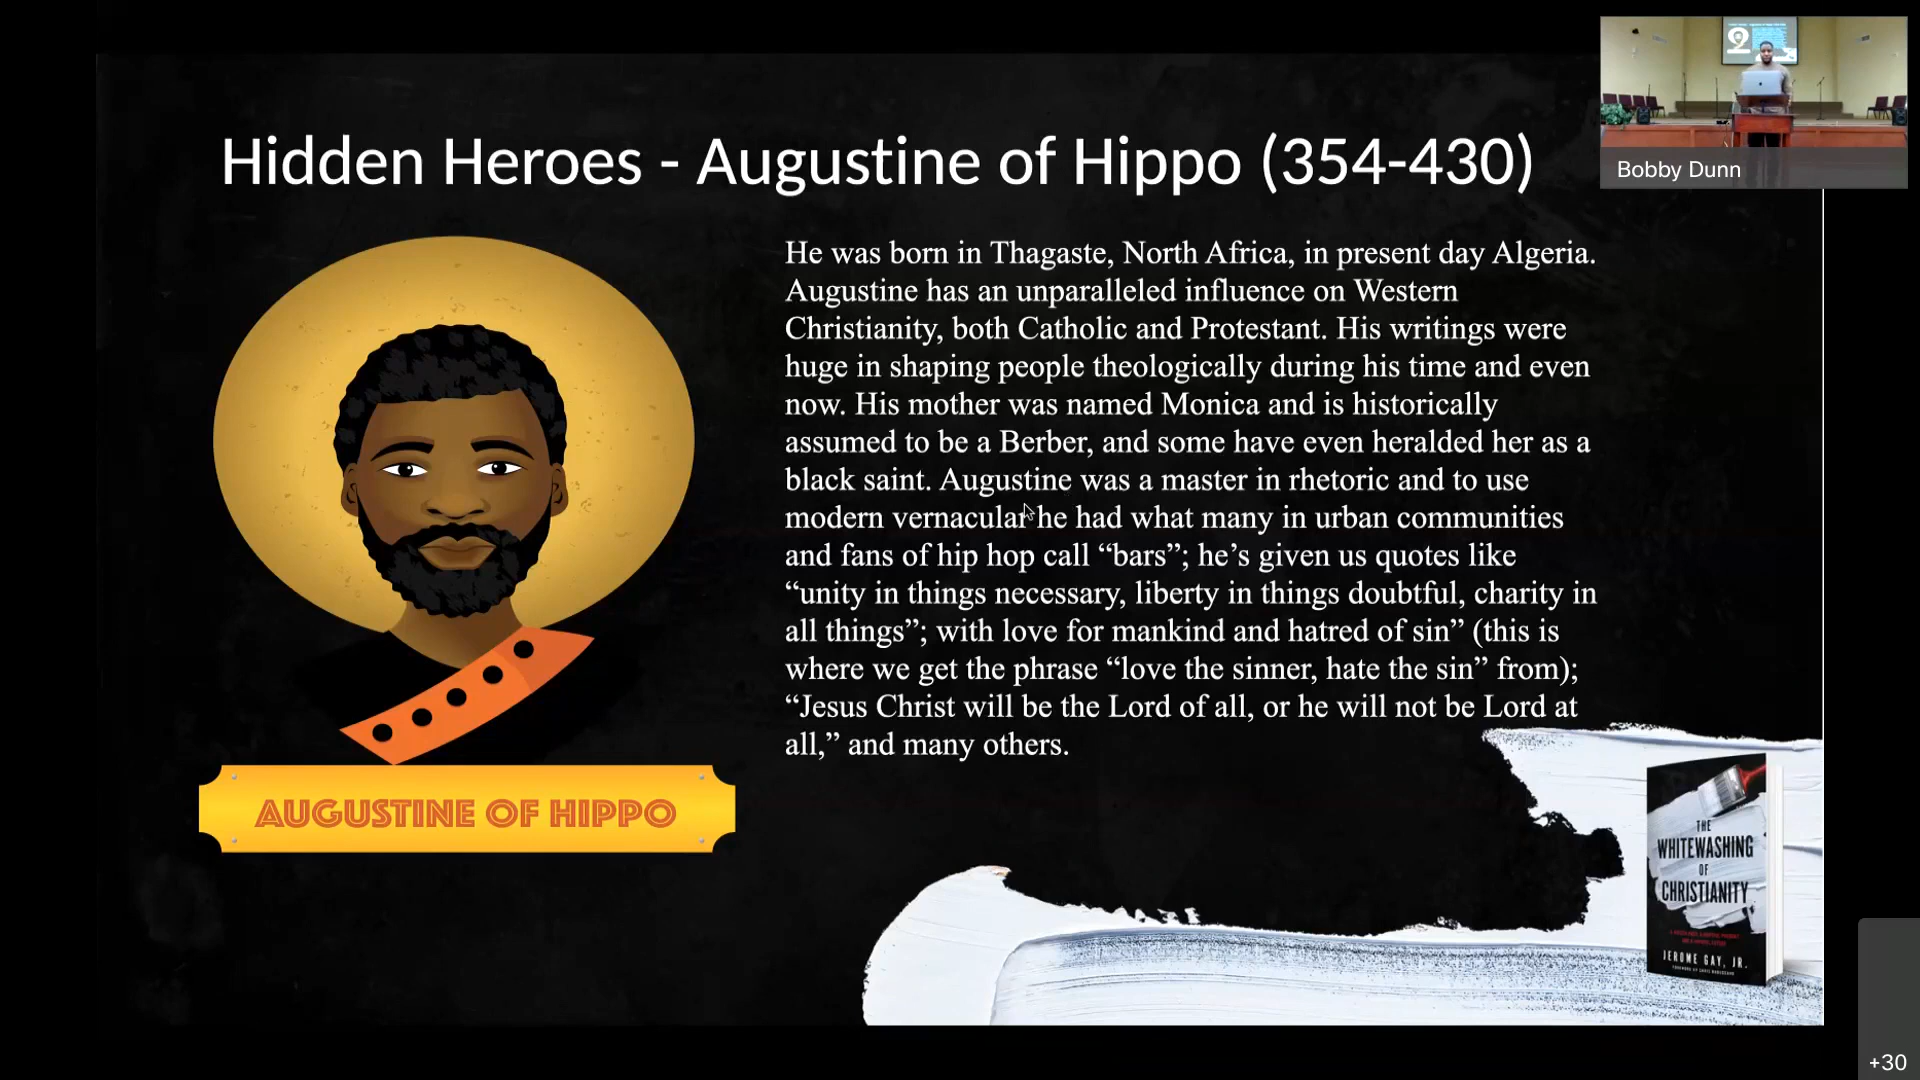 Hidden Heroes - Augustine of Hippo (354-430)
Bobby Dunn
He was born in Thagaste, North Africa, in present day Algeria.
Augustine has an unparalleled influence on Western
Christianity, both Catholic and Protestant. His writings were
huge in shaping people theologically during his time and even
now. His mother was named Monica and is historically
assumed to be a Berber, and some have even heralded her as a
black saint. Augustine was a master in rhetoric and to use
modern vernacular he had what many in urban communities
and fans of hip hop call “bars”; he’s given us quotes like
“unity in things necessary, liberty in things doubtful, charity in
all things”; with love for mankind and hatred of sin” (this is
where we get the phrase “love the sinner, hate the sin” from);
“Jesus Christ will be the Lord of all, or he will not be Lord at
all,” and many others.
AUGUSTINE OF HIPPO
THE
WHITEWASHING
OF
CHRISTIANITY
JEROME GAY, JR.
+30